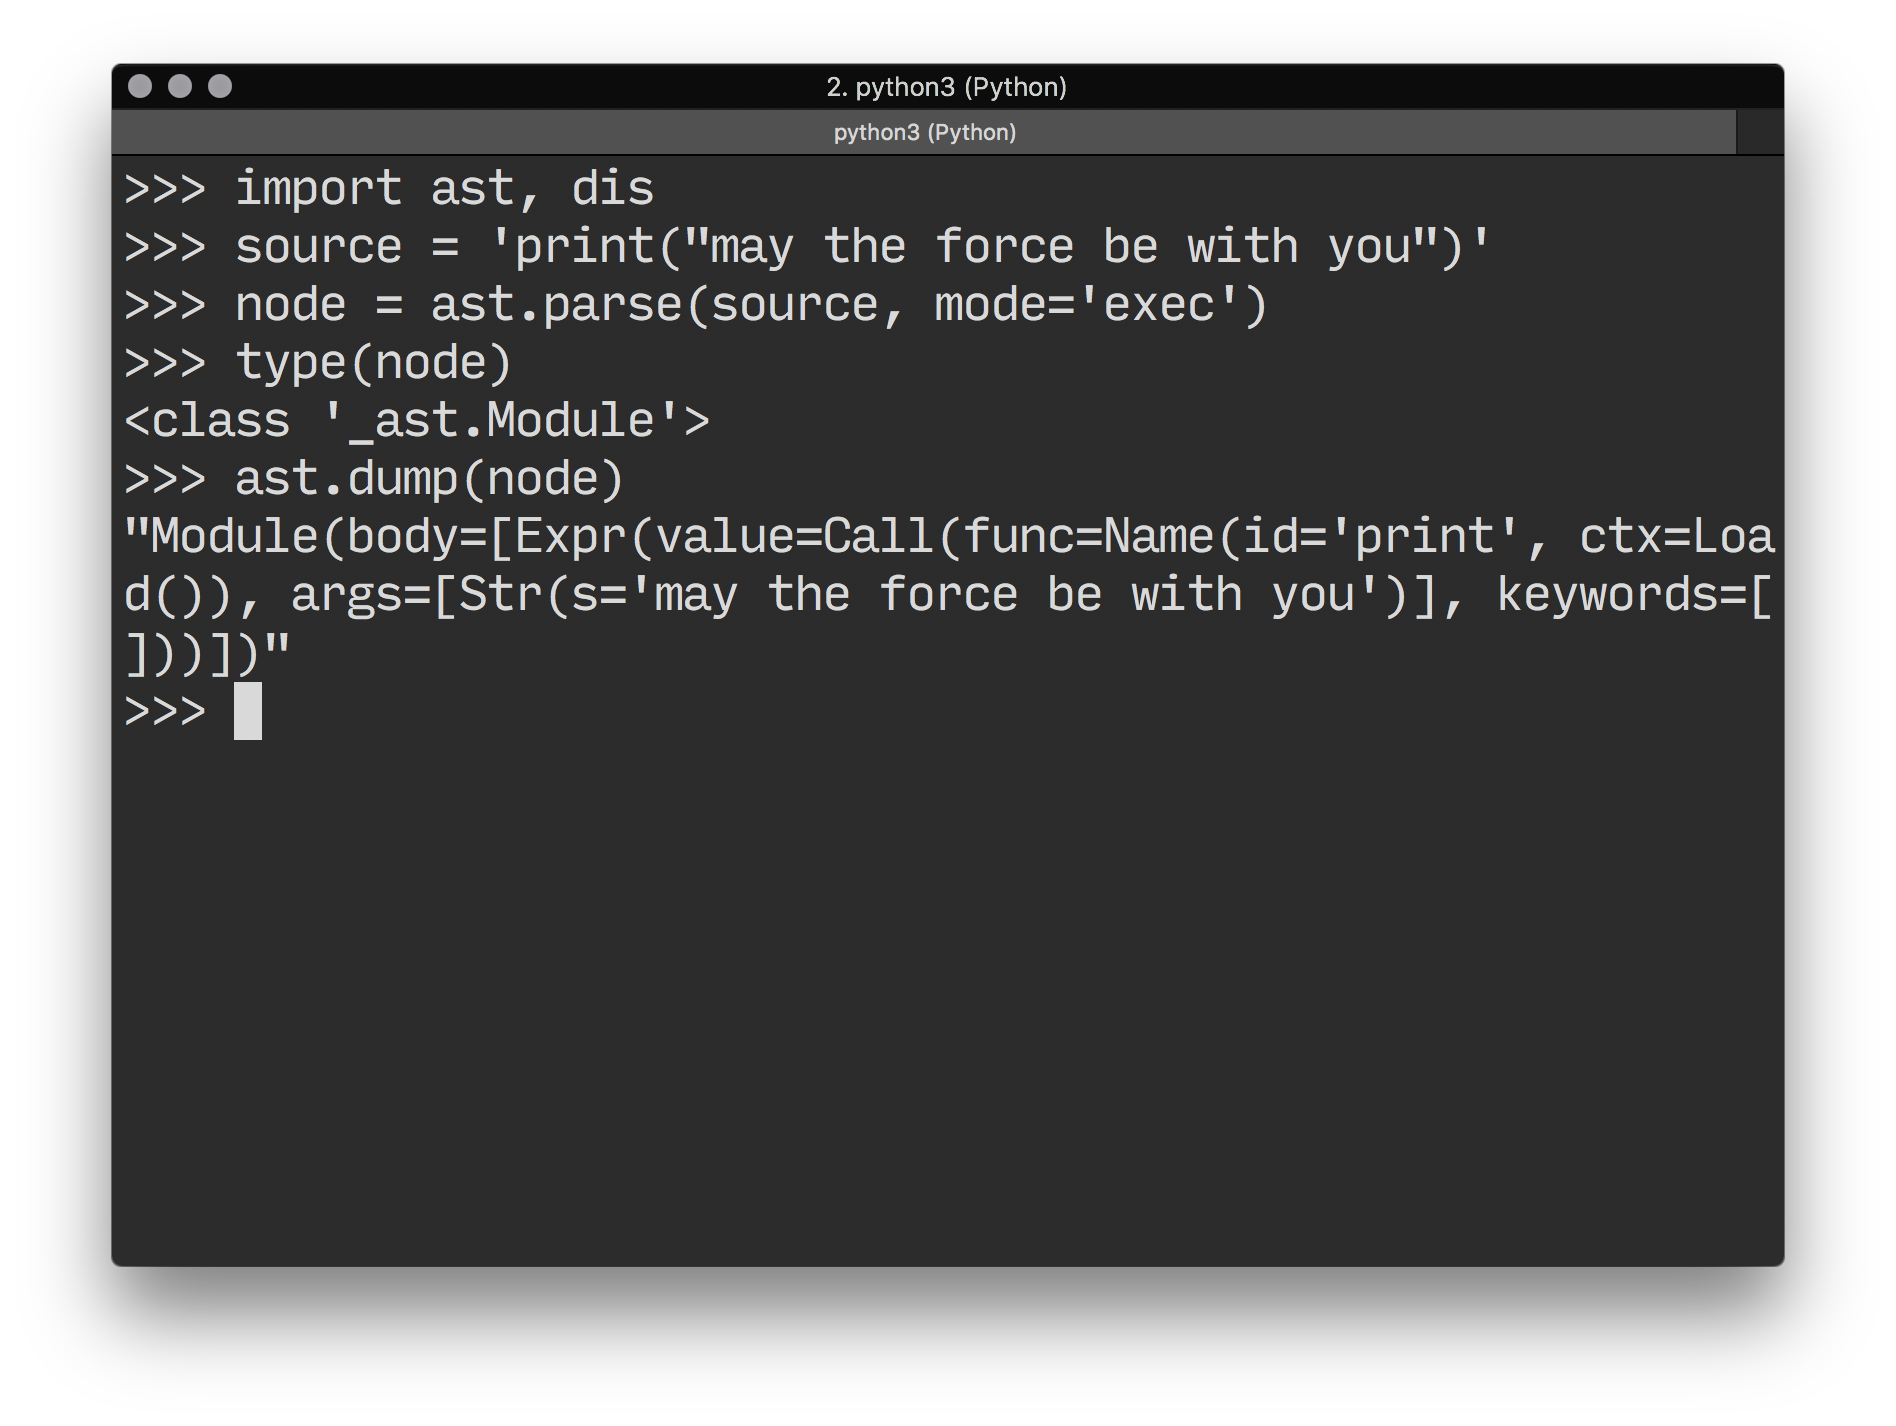 2. python3 (Python)
python3 (Python)
>>> import ast, dis
>>> source = 'print("may the force be with you")'
>>> node = ast.parse(source, mode='exec')
>>> type(node)
<class '_ast.Module'>
>>> ast.dump(node)
"Module(body=[Expr(value=Call(func=Name(id='print', ctx=Loa
d()), args=[Str(s='may the force be with you')], keywords=[
]))])"
>>>